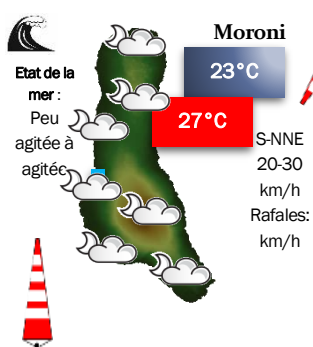 Moroni
23°C
27°C
Etat de la
mer :
Peu
agitée à
agitée
S-NNE
20-30
km/h
Rafales:
km/h